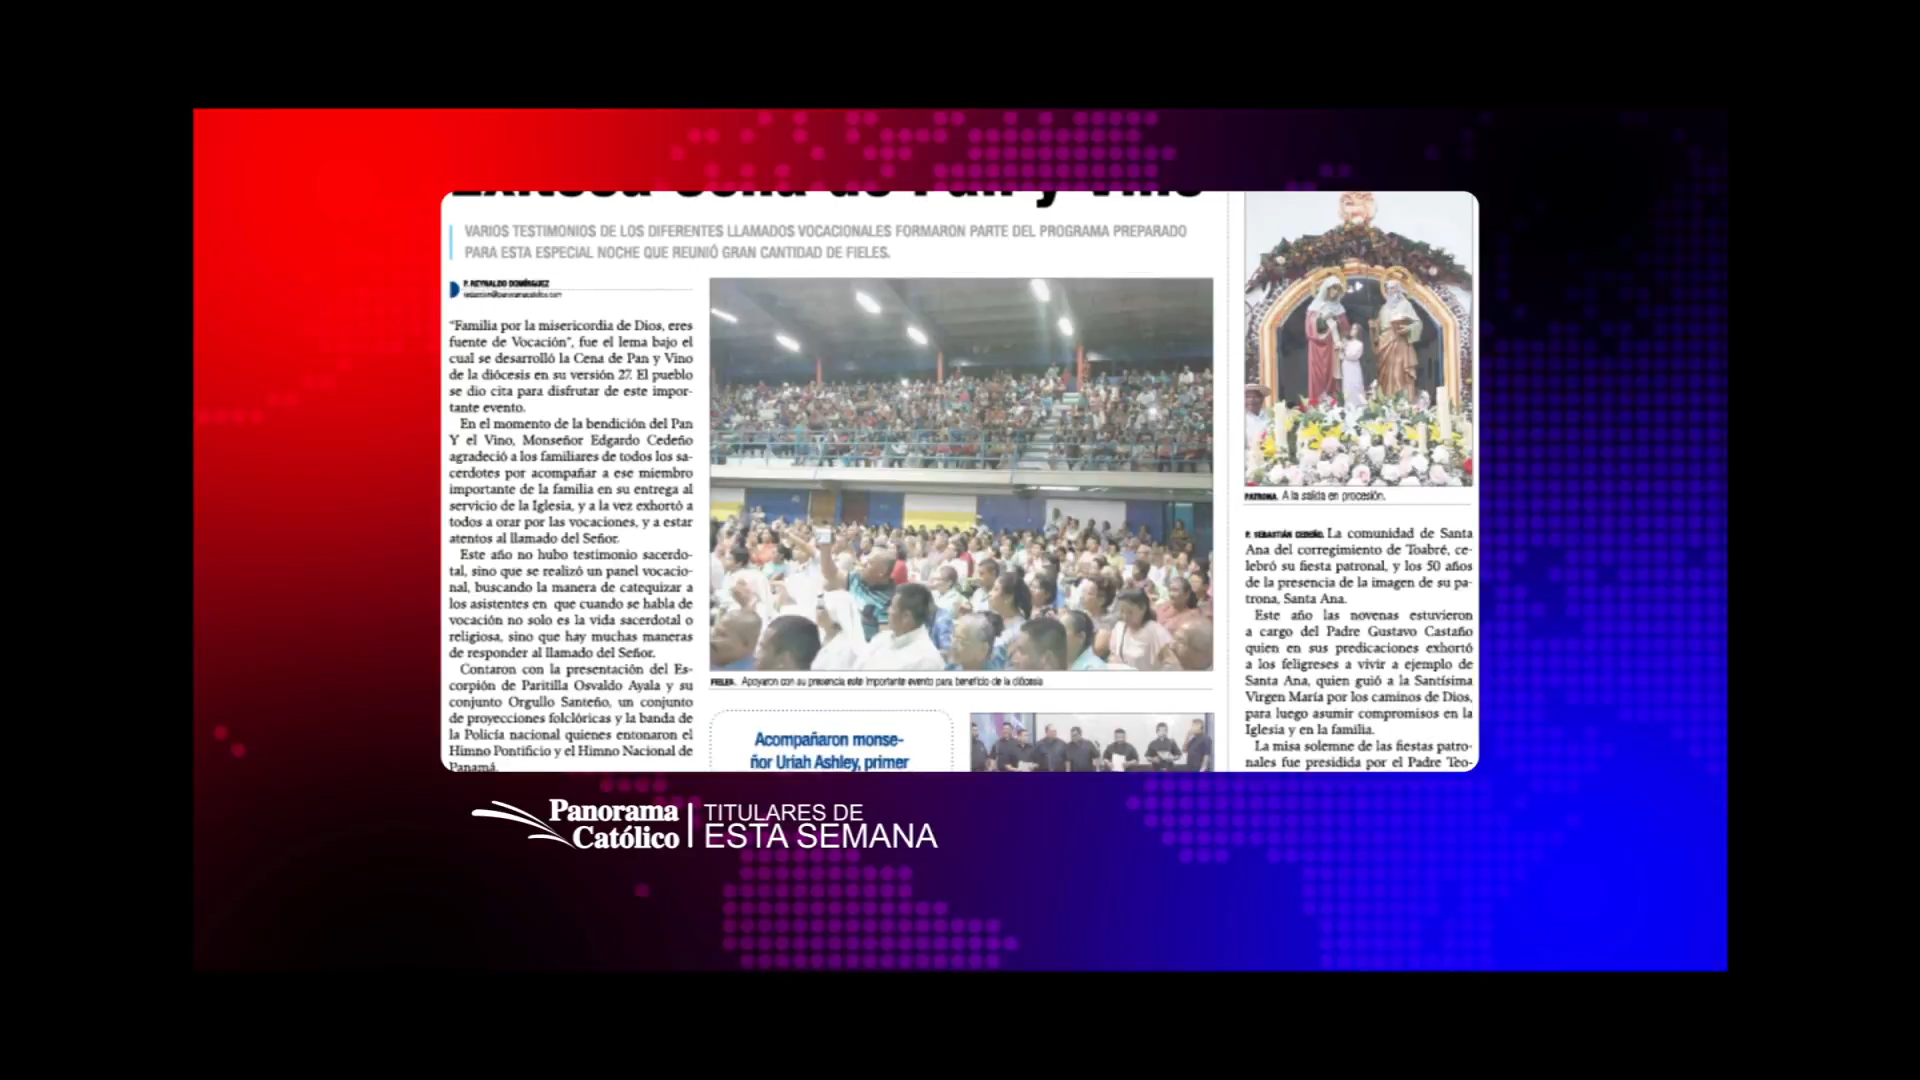 Exitosa Cena de Pan y Vino
VARIOS TESTIMONIOS DE LOS DIFERENTES LLAMADOS VOCACIONALES FORMARON PARTE DEL PROGRAMA PREPARADO
PARA ESTA ESPECIAL NOCHE QUE REUNIÓ GRAN CANTIDAD DE FIELES.
P. REYNALDO DOMÍNGUEZ
redaccion@panoramacatolico.com
"Familia por la misericordia de Dios, eres
fuente de Vocación", fue el lema bajo el
cual se desarrolló la Cena de Pan y Vino
de la diócesis en su versión 27. El pueblo
se dio cita para disfrutar de este impor-
tante evento.
En el momento de la bendición del Pan
Y el Vino, Monseñor Edgardo Cedeño
agradeció a los familiares de todos los sa-
cerdotes por acompañar a ese miembro
importante de la familia en su entrega al
servicio de la Iglesia, y a la vez exhortó a
todos a orar por las vocaciones, y a estar
atentos al llamado del Señor.
Este año no hubo testimonio sacerdo-
tal, sino que se realizó un panel vocacio-
nal, buscando la manera de catequizar a
los asistentes en que cuando se habla de
vocación no solo es la vida sacerdotal o
religiosa, sino que hay muchas maneras
de responder al llamado del Señor.
Contaron con la presentación del Es-
corpión de Paritilla Osvaldo Ayala y su
conjunto Orgullo Santeño, un conjunto
de proyecciones folclóricas y la banda de
la Policía nacional quienes entonaron el
Himno Pontificio y el Himno Nacional de
Panamá.
FIELES. Apoyaron con su presencia este importante evento para beneficio de la diócesis
Acompañaron monse-
ñor Uriah Ashley, primer
PATRONA. A la salida en procesión.
P. SEBASTIÁN CEDEÑO. La comunidad de Santa
Ana del corregimiento de Toabré, ce-
lebró su fiesta patronal, y los 50 años
de la presencia de la imagen de su pa-
trona, Santa Ana.
Este año las novenas estuvieron
a cargo del Padre Gustavo Castaño
quien en sus predicaciones exhortó
a los feligreses a vivir a ejemplo de
Santa Ana, quien guió a la Santísima
Virgen María por los caminos de Dios,
para luego asumir compromisos en la
Iglesia y en la familia.
La misa solemne de las fiestas patro-
nales fue presidida por el Padre Teo-
Panorama
Católico
TITULARES DE
ESTA SEMANA